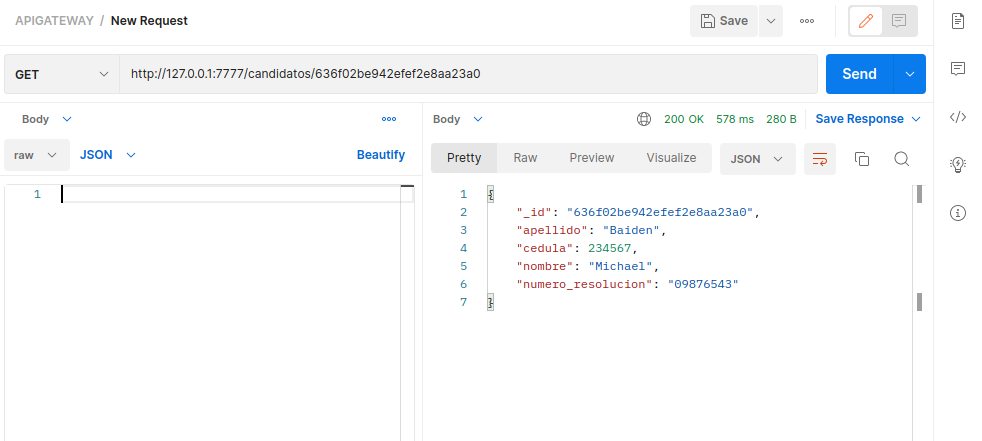 APIGATEWAY / New Request
Save
GET
http://127.0.0.1:7777/candidatos/636f02be942efef2e8aa23a0
Send
Body
raw
JSON
Beautify
1
Body
200 OK 578 ms 280 B
Save Response
Pretty Raw Preview Visualize
JSON
1 {
2 "_id": "636f02be942efef2e8aa23a0",
3 "apellido": "Baiden",
4 "cedula": 234567,
5 "nombre": "Michael",
6 "numero_resolucion": "09876543"
7 }